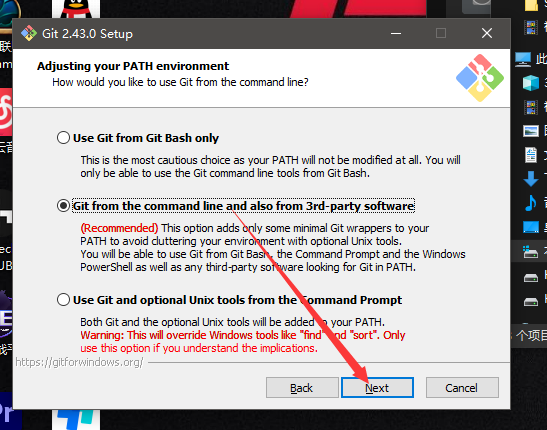 Git 2.43.0 Setup
Adjusting your PATH environment
How would you like to use Git from the command line?
Use Git from Git Bash only
This is the most cautious choice as your PATH will not be modified at all. You will
only be able to use the Git command line tools from Git Bash.
Git from the command line and also from 3rd-party software
(Recommended) This option adds only some minimal Git wrappers to your
PATH to avoid cluttering your environment with optional Unix tools.
You will be able to use Git from Git Bash, the Command Prompt and the Windows
PowerShell as well as any third-party software looking for Git in PATH.
Use Git and optional Unix tools from the Command Prompt
Both Git and the optional Unix tools will be added to your PATH.
Warning: This will override Windows tools like "find" and "sort". Only
use this option if you understand the implications.
https://gitforwindows.org/
Back
Next
Cancel
此
个项目